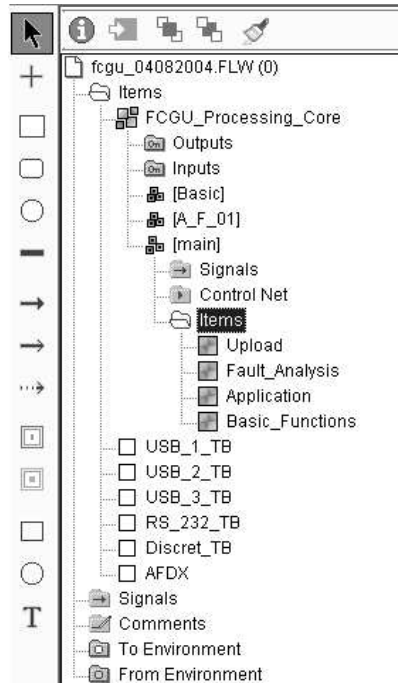 fcgu_04082004.FLW (0)
Items
FCGU_Processing_Core
Outputs
Inputs
[Basic]
[A_F_01]
[main]
Signals
Control Net
Items
Upload
Fault_Analysis
Application
Basic_Functions
USB_1_TB
USB_2_TB
USB_3_TB
RS_232_TB
Discret_TB
AFDX
Signals
Comments
To Environment
From Environment
T